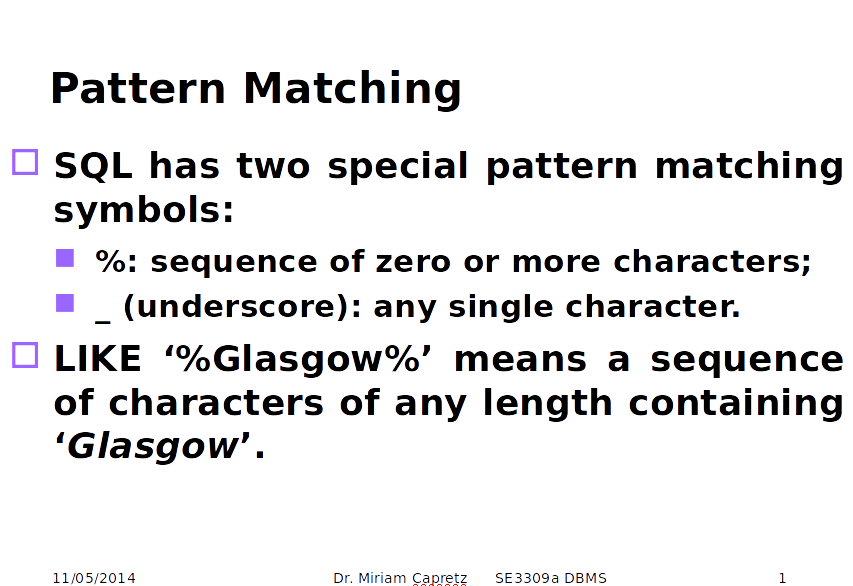 Pattern Matching
SQL has two special pattern matching
symbols:
%: sequence of zero or more characters;
_ (underscore): any single character.
LIKE ‘%Glasgow%’ means a sequence
of characters of any length containing
‘Glasgow’.
11/05/2014 Dr. Miriam Capretz SE3309a DBMS 1